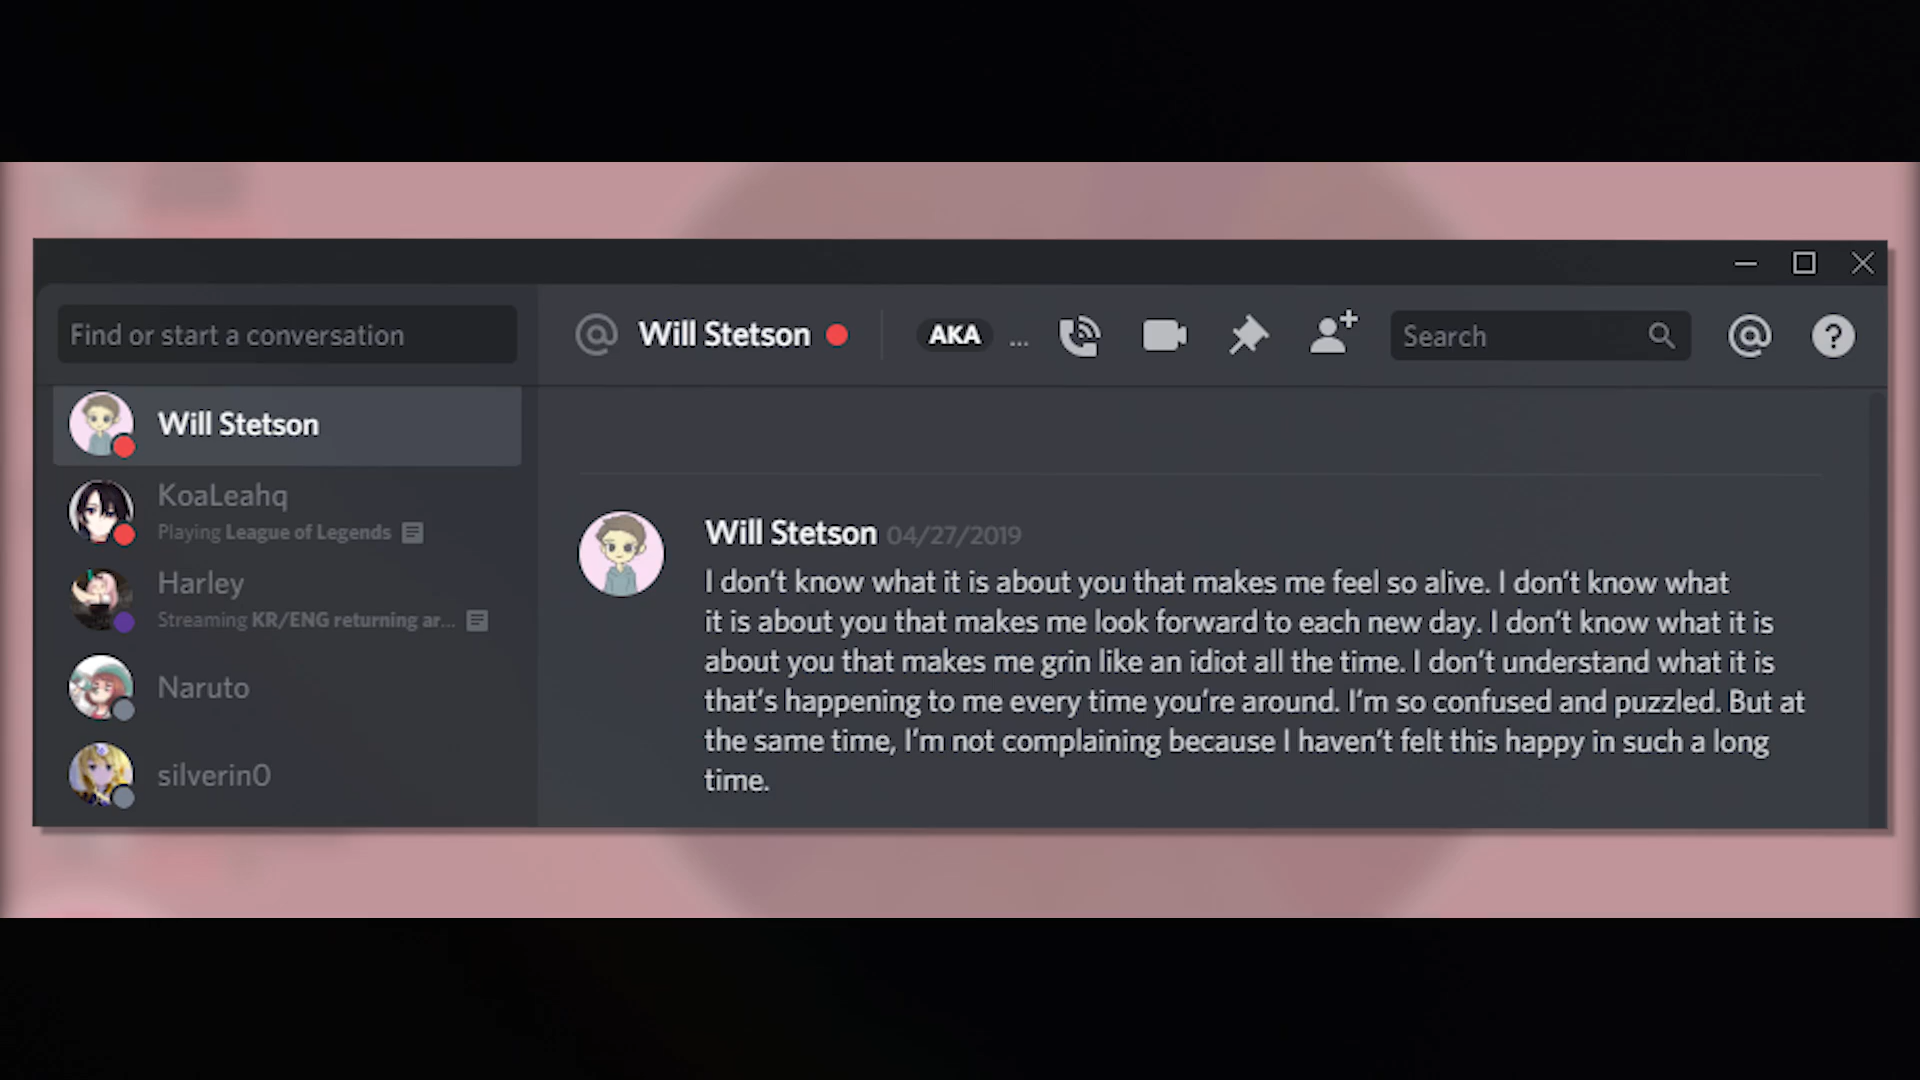 Find or start a conversation
Will Stetson
AKA
...
Search
Will Stetson
KoaLeahq
Playing League of Legends
Harley
Streaming KR/ENG returning ar...
Naruto
silverin0
Will Stetson 04/27/2019
I don't know what it is about you that makes me feel so alive. I don't know what
it is about you that makes me look forward to each new day. I don't know what it is
about you that makes me grin like an idiot all the time. I don't understand what it is
that's happening to me every time you're around. I'm so confused and puzzled. But at
the same time, I'm not complaining because I haven't felt this happy in such a long
time.